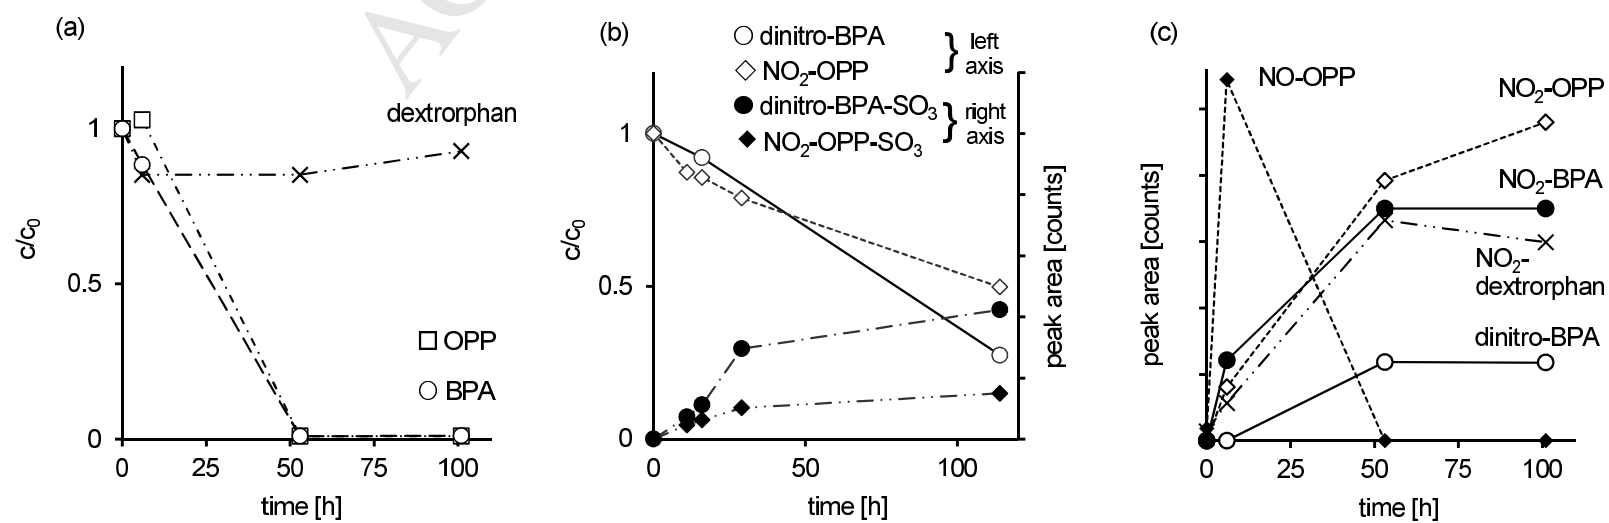 (a)
1
0.5
0
c/c0
dextrorphan
OPP
BPA
0 25 50 75 100
time [h]
(b)
dinitro-BPA
NO2-OPP
} left
axis
dinitro-BPA-SO3
NO2-OPP-SO3
} right
axis
1
0.5
0
c/c0
peak area [counts]
0 50 100
time [h]
(c)
NO-OPP
NO2-OPP
NO2-BPA
NO2-
dextrorphan
dinitro-BPA
peak area [counts]
0 25 50 75 100
time [h]